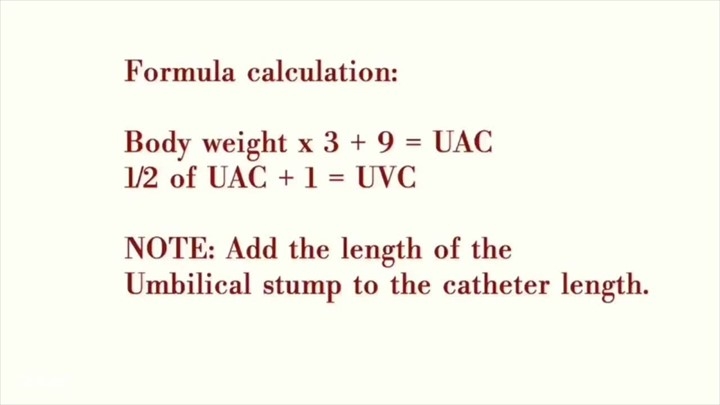 Formula calculation:
Body weight x 3 + 9 = UAC
1/2 of UAC + 1 = UVC
NOTE: Add the length of the
Umbilical stump to the catheter length.